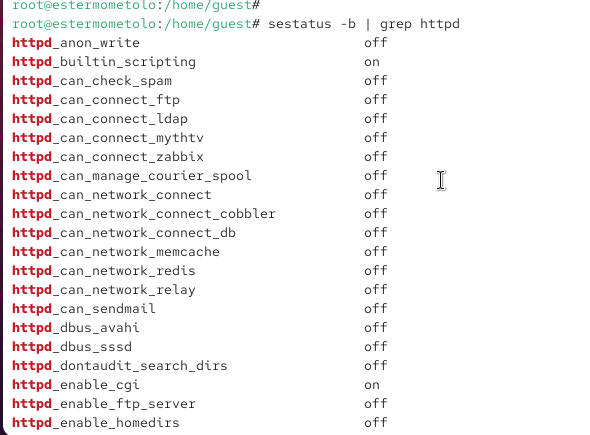 root@estermometolo:/home/guest#
root@estermometolo:/home/guest# sestatus -b | grep httpd
httpd_anon_write                            off
httpd_builtin_scripting                     on
httpd_can_check_spam                        off
httpd_can_connect_ftp                       off
httpd_can_connect_ldap                      off
httpd_can_connect_mythtv                    off
httpd_can_connect_zabbix                    off
httpd_can_manage_courier_spool              off
httpd_can_network_connect                   off
httpd_can_network_connect_cobbler           off
httpd_can_network_connect_db                off
httpd_can_network_memcache                  off
httpd_can_network_redis                     off
httpd_can_network_relay                     off
httpd_can_sendmail                          off
httpd_dbus_avahi                            off
httpd_dbus_sssd                             off
httpd_dontaudit_search_dirs                 off
httpd_enable_cgi                            on
httpd_enable_ftp_server                     off
httpd_enable_homedirs                       off